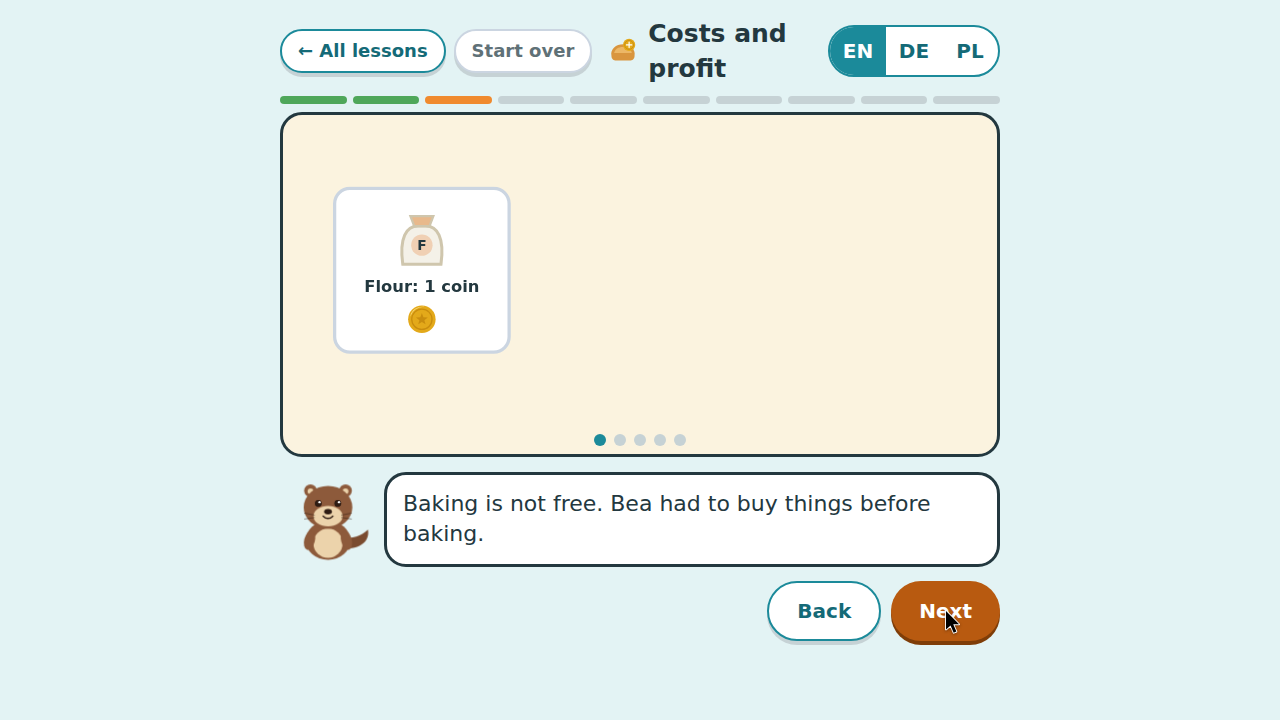 ← All lessons
Start over
Costs and
profit
EN DE PL
F
Flour: 1 coin
Baking is not free. Bea had to buy things before
baking.
Back
Next